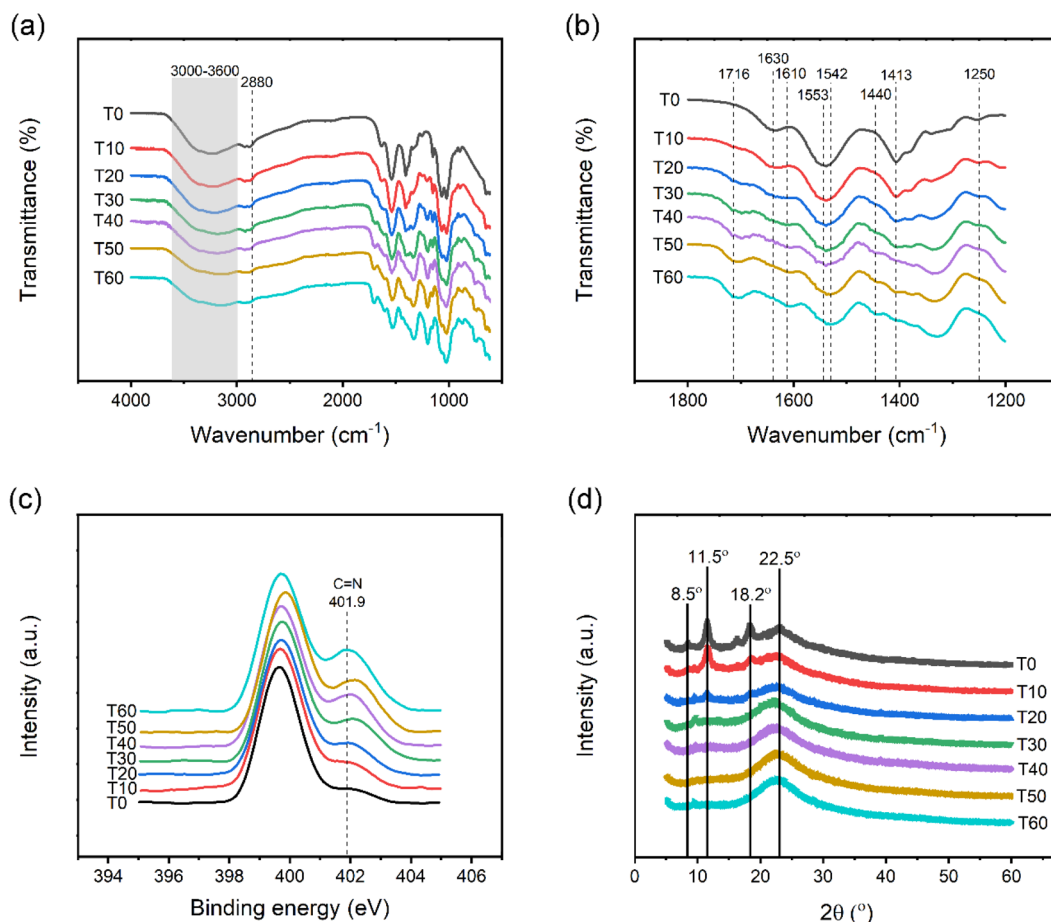 (a)
3000-3600
2880
T0
T10
T20
T30
T40
T50
T60
Transmittance (%)
4000 3000 2000 1000
Wavenumber (cm⁻¹)
(b)
1630
1716 1610 1542 1413 1250
1553 1440
T0
T10
T20
T30
T40
T50
T60
Transmittance (%)
1800 1600 1400 1200
Wavenumber (cm⁻¹)
(c)
C=N
401.9
T60
T50
T40
T30
T20
T10
T0
Intensity (a.u.)
394 396 398 400 402 404 406
Binding energy (eV)
(d)
11.5° 22.5°
8.5° 18.2°
T0
T10
T20
T30
T40
T50
T60
Intensity (a.u.)
0 10 20 30 40 50 60
2θ (°)